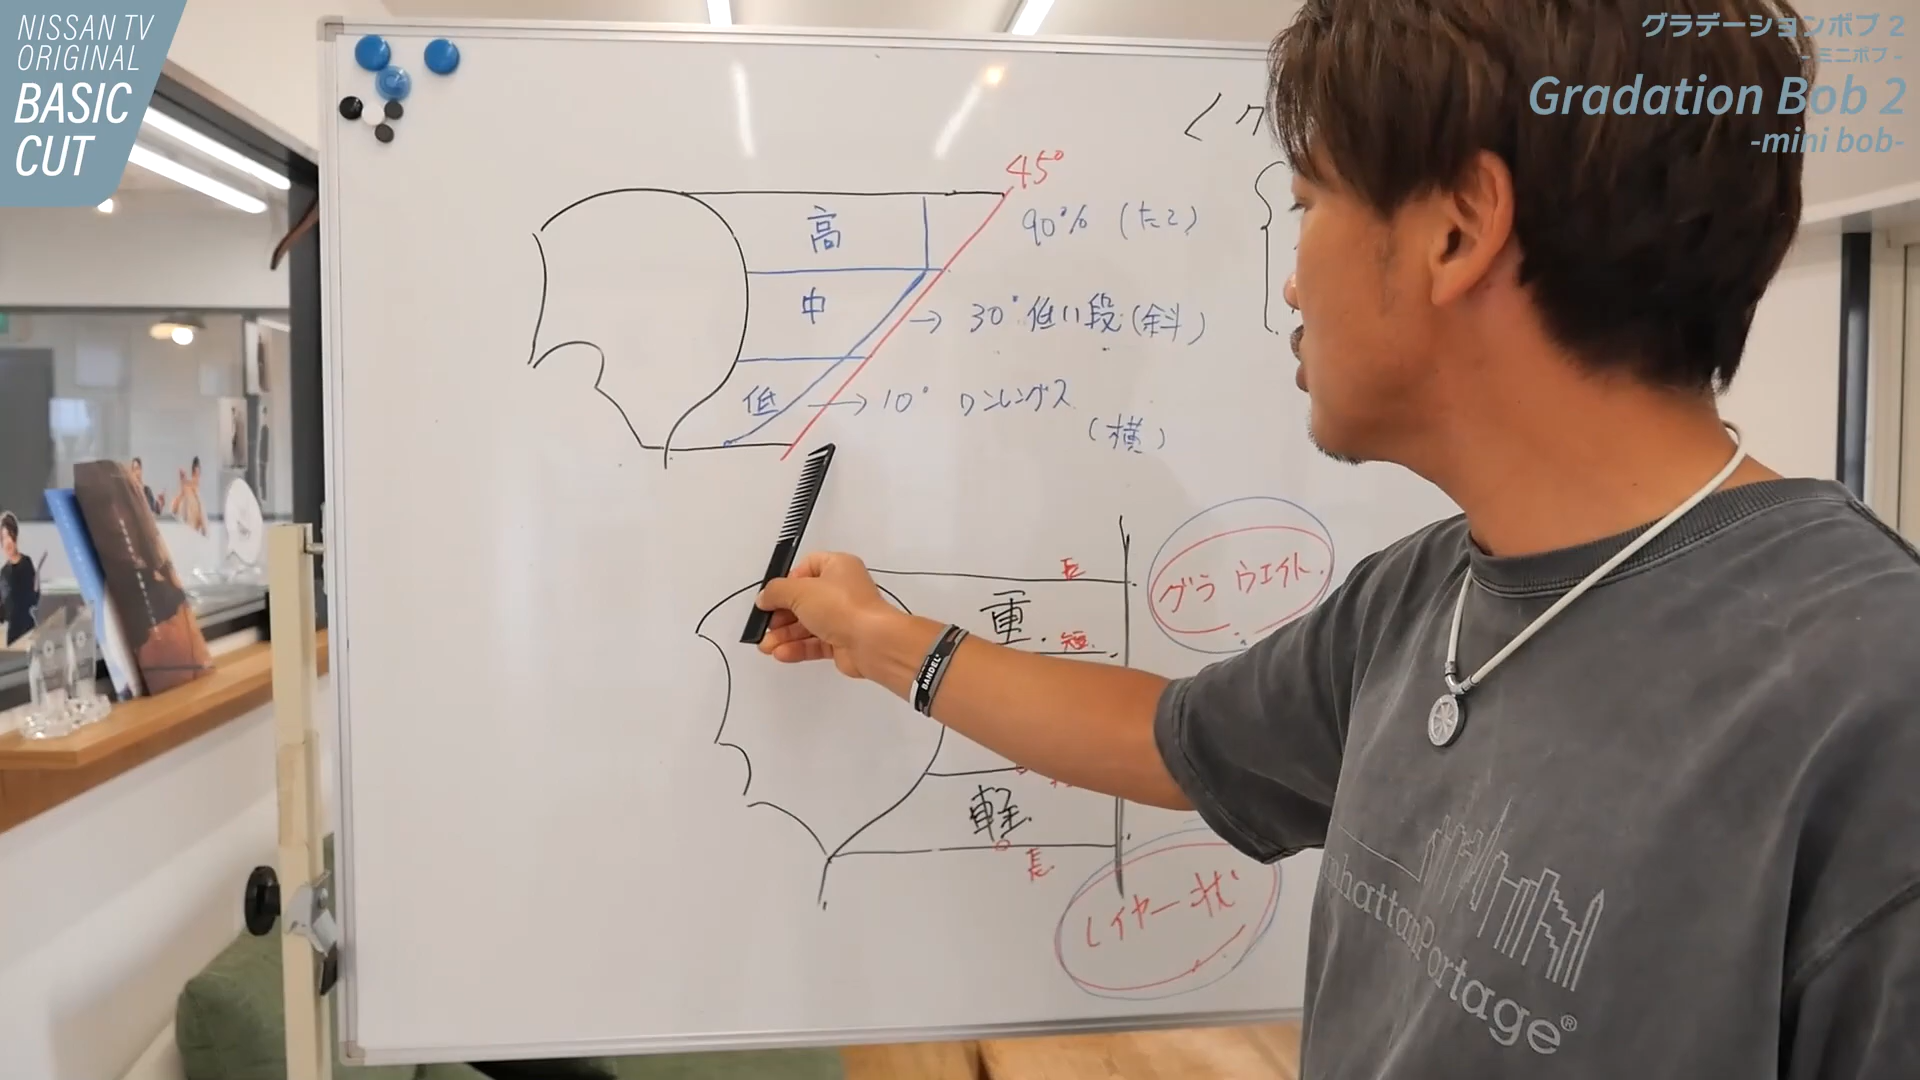 NISSAN TV
ORIGINAL
BASIC
CUT
グラデーションボブ 2
- ミニボブ -
Gradation Bob 2
-mini bob-
45°
高
90°% (たて)
中
→ 30° 低い段 (斜)
低
→ 10° ワンレングス
(横)
長
重.
短.
グラ ウエイト.
軽.
長
レイヤー状
BANDEL
ManhattanPortage®